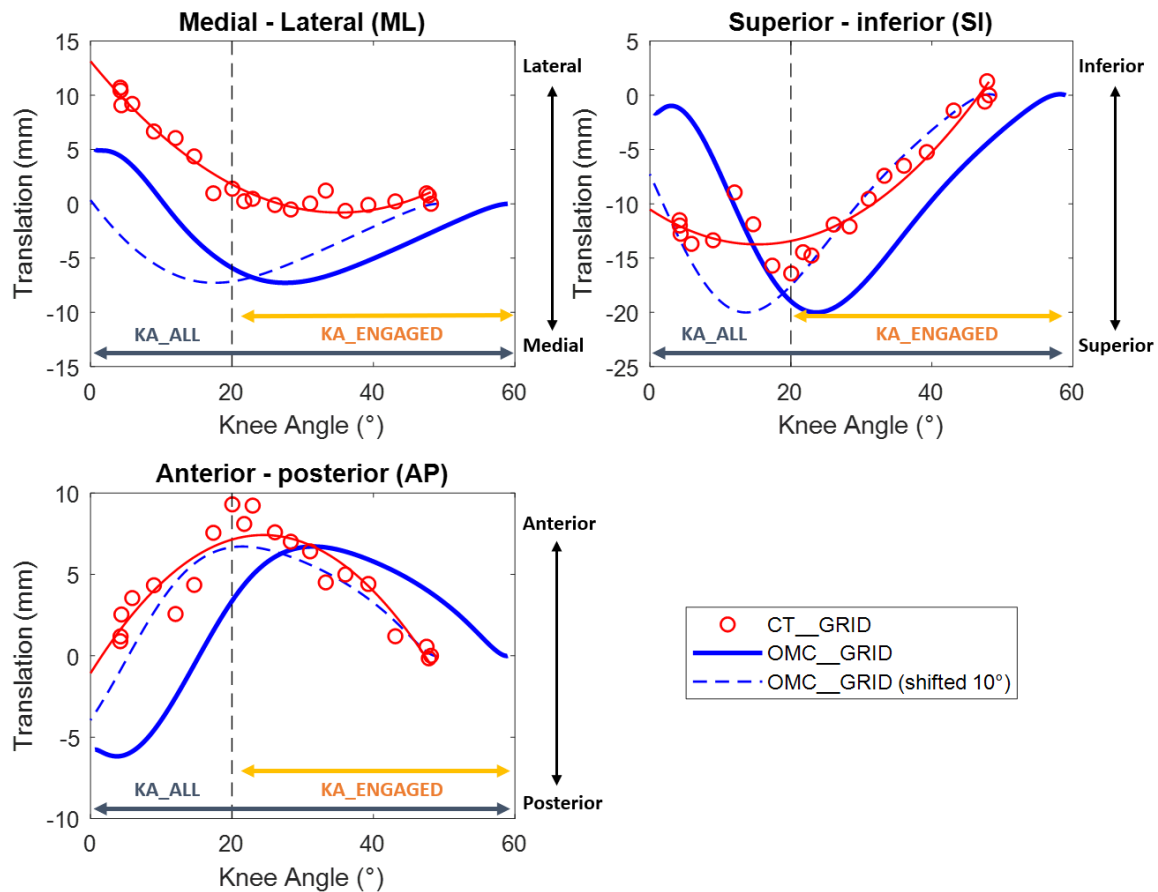 Medial - Lateral (ML)
15
10
5
0
-5
-10
-15
Translation (mm)
0
20
40
60
Knee Angle (°)
KA_ALL
KA_ENGAGED
Lateral
Medial
Superior - inferior (SI)
5
0
-5
-10
-15
-20
-25
Translation (mm)
0
20
40
60
Knee Angle (°)
KA_ALL
KA_ENGAGED
Inferior
Superior
Anterior - posterior (AP)
10
5
0
-5
-10
Translation (mm)
0
20
40
60
Knee Angle (°)
KA_ALL
KA_ENGAGED
Anterior
Posterior
CT__GRID
OMC__GRID
OMC__GRID (shifted 10°)